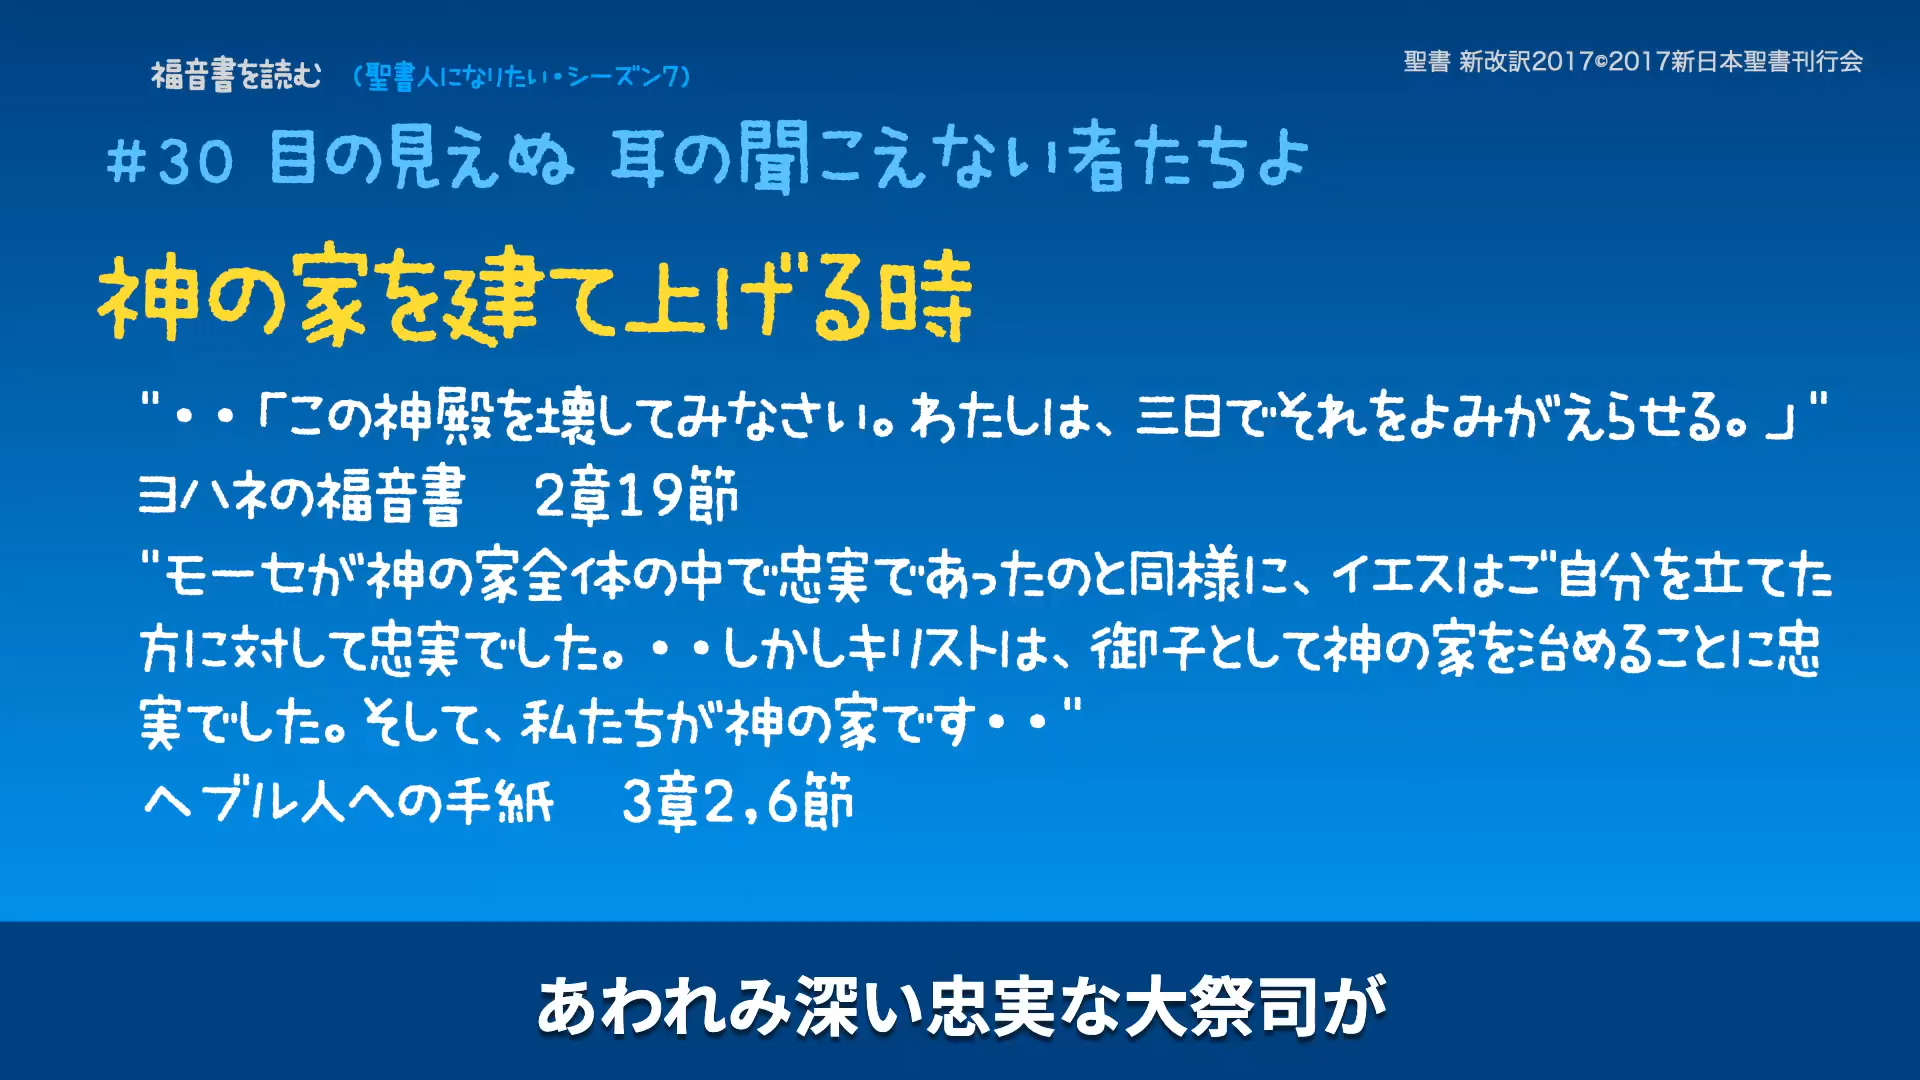 福音書を読む （聖書人になりたい・シーズン7）
聖書 新改訳2017©2017新日本聖書刊行会
#30 目の見えぬ 耳の聞こえない者たちよ
神の家を建て上げる時
"・・「この神殿を壊してみなさい。わたしは、三日でそれをよみがえらせる。」"
ヨハネの福音書　2章19節
"モーセが神の家全体の中で忠実であったのと同様に、イエスはご自分を立てた
方に対して忠実でした。・・しかしキリストは、御子として神の家を治めることに忠
実でした。そして、私たちが神の家です・・"
ヘブル人への手紙　3章2,6節
あわれみ深い忠実な大祭司が